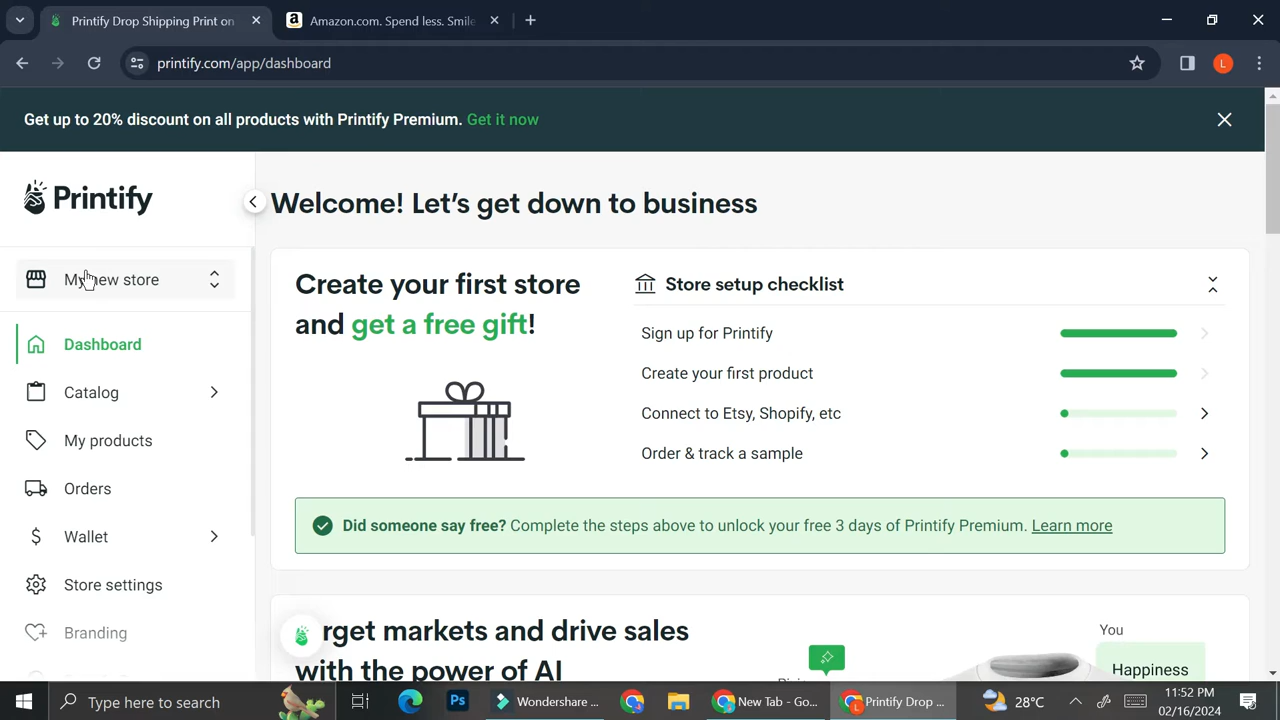 Printify Drop Shipping Print on
Amazon.com. Spend less. Smile
printify.com/app/dashboard
L
Get up to 20% discount on all products with Printify Premium. Get it now
Printify
My new store
Dashboard
Catalog
My products
Orders
Wallet
Store settings
Branding
Welcome! Let's get down to business
Create your first store
and get a free gift!
Store setup checklist
Sign up for Printify
Create your first product
Connect to Etsy, Shopify, etc
Order & track a sample
Did someone say free? Complete the steps above to unlock your free 3 days of Printify Premium. Learn more
rget markets and drive sales
with the power of AI
You
Happiness
Type here to search
Ps
Wondershare ...
New Tab - Go...
Printify Drop ...
28°C
11:52 PM
02/16/2024